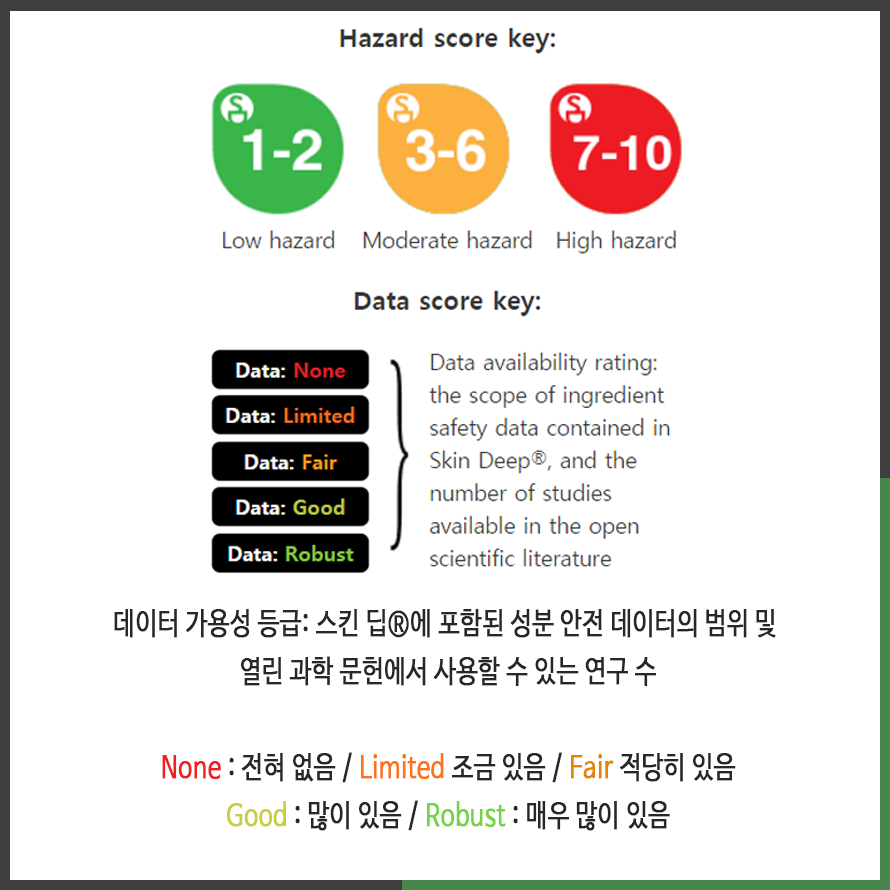 Hazard score key:
1-2
3-6
7-10
Low hazard
Moderate hazard
High hazard
Data score key:
Data: None
Data: Limited
Data: Fair
Data: Good
Data: Robust
Data availability rating:
the scope of ingredient
safety data contained in
Skin Deep®, and the
number of studies
available in the open
scientific literature
데이터 가용성 등급: 스킨 딥®에 포함된 성분 안전 데이터의 범위 및
열린 과학 문헌에서 사용할 수 있는 연구 수
None : 전혀 없음 / Limited 조금 있음 / Fair 적당히 있음
Good : 많이 있음 / Robust : 매우 많이 있음